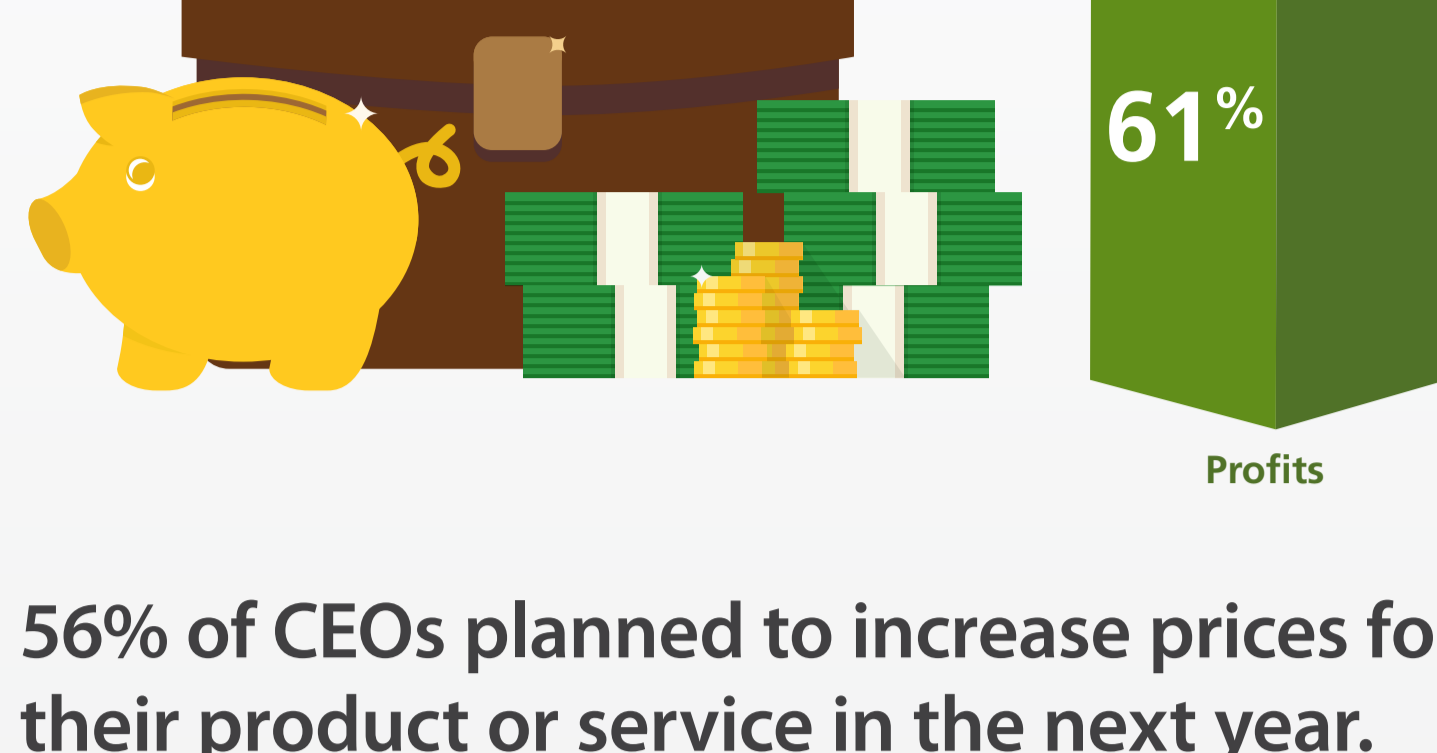 61%
Profits
56% of CEOs planned to increase prices fo
their product or service in the next year.